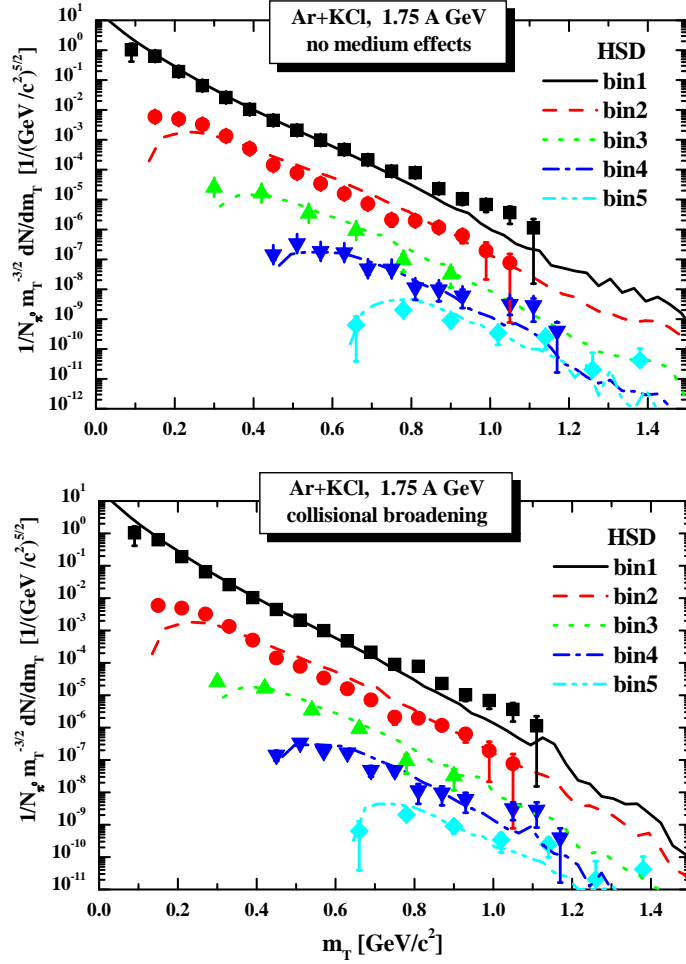 Ar+KCl, 1.75 A GeV
no medium effects
HSD
bin1
bin2
bin3
bin4
bin5
1/N_π⁰ m_T^-3/2 dN/dm_T [1/(GeV /c²)^5/2]
10^1
10^0
10^-1
10^-2
10^-3
10^-4
10^-5
10^-6
10^-7
10^-8
10^-9
10^-10
10^-11
10^-12
0.0 0.2 0.4 0.6 0.8 1.0 1.2 1.4
Ar+KCl, 1.75 A GeV
collisional broadening
HSD
bin1
bin2
bin3
bin4
bin5
1/N_π⁰ m_T^-3/2 dN/dm_T [1/(GeV /c²)^5/2]
10^1
10^0
10^-1
10^-2
10^-3
10^-4
10^-5
10^-6
10^-7
10^-8
10^-9
10^-10
10^-11
0.0 0.2 0.4 0.6 0.8 1.0 1.2 1.4
m_T [GeV/c²]